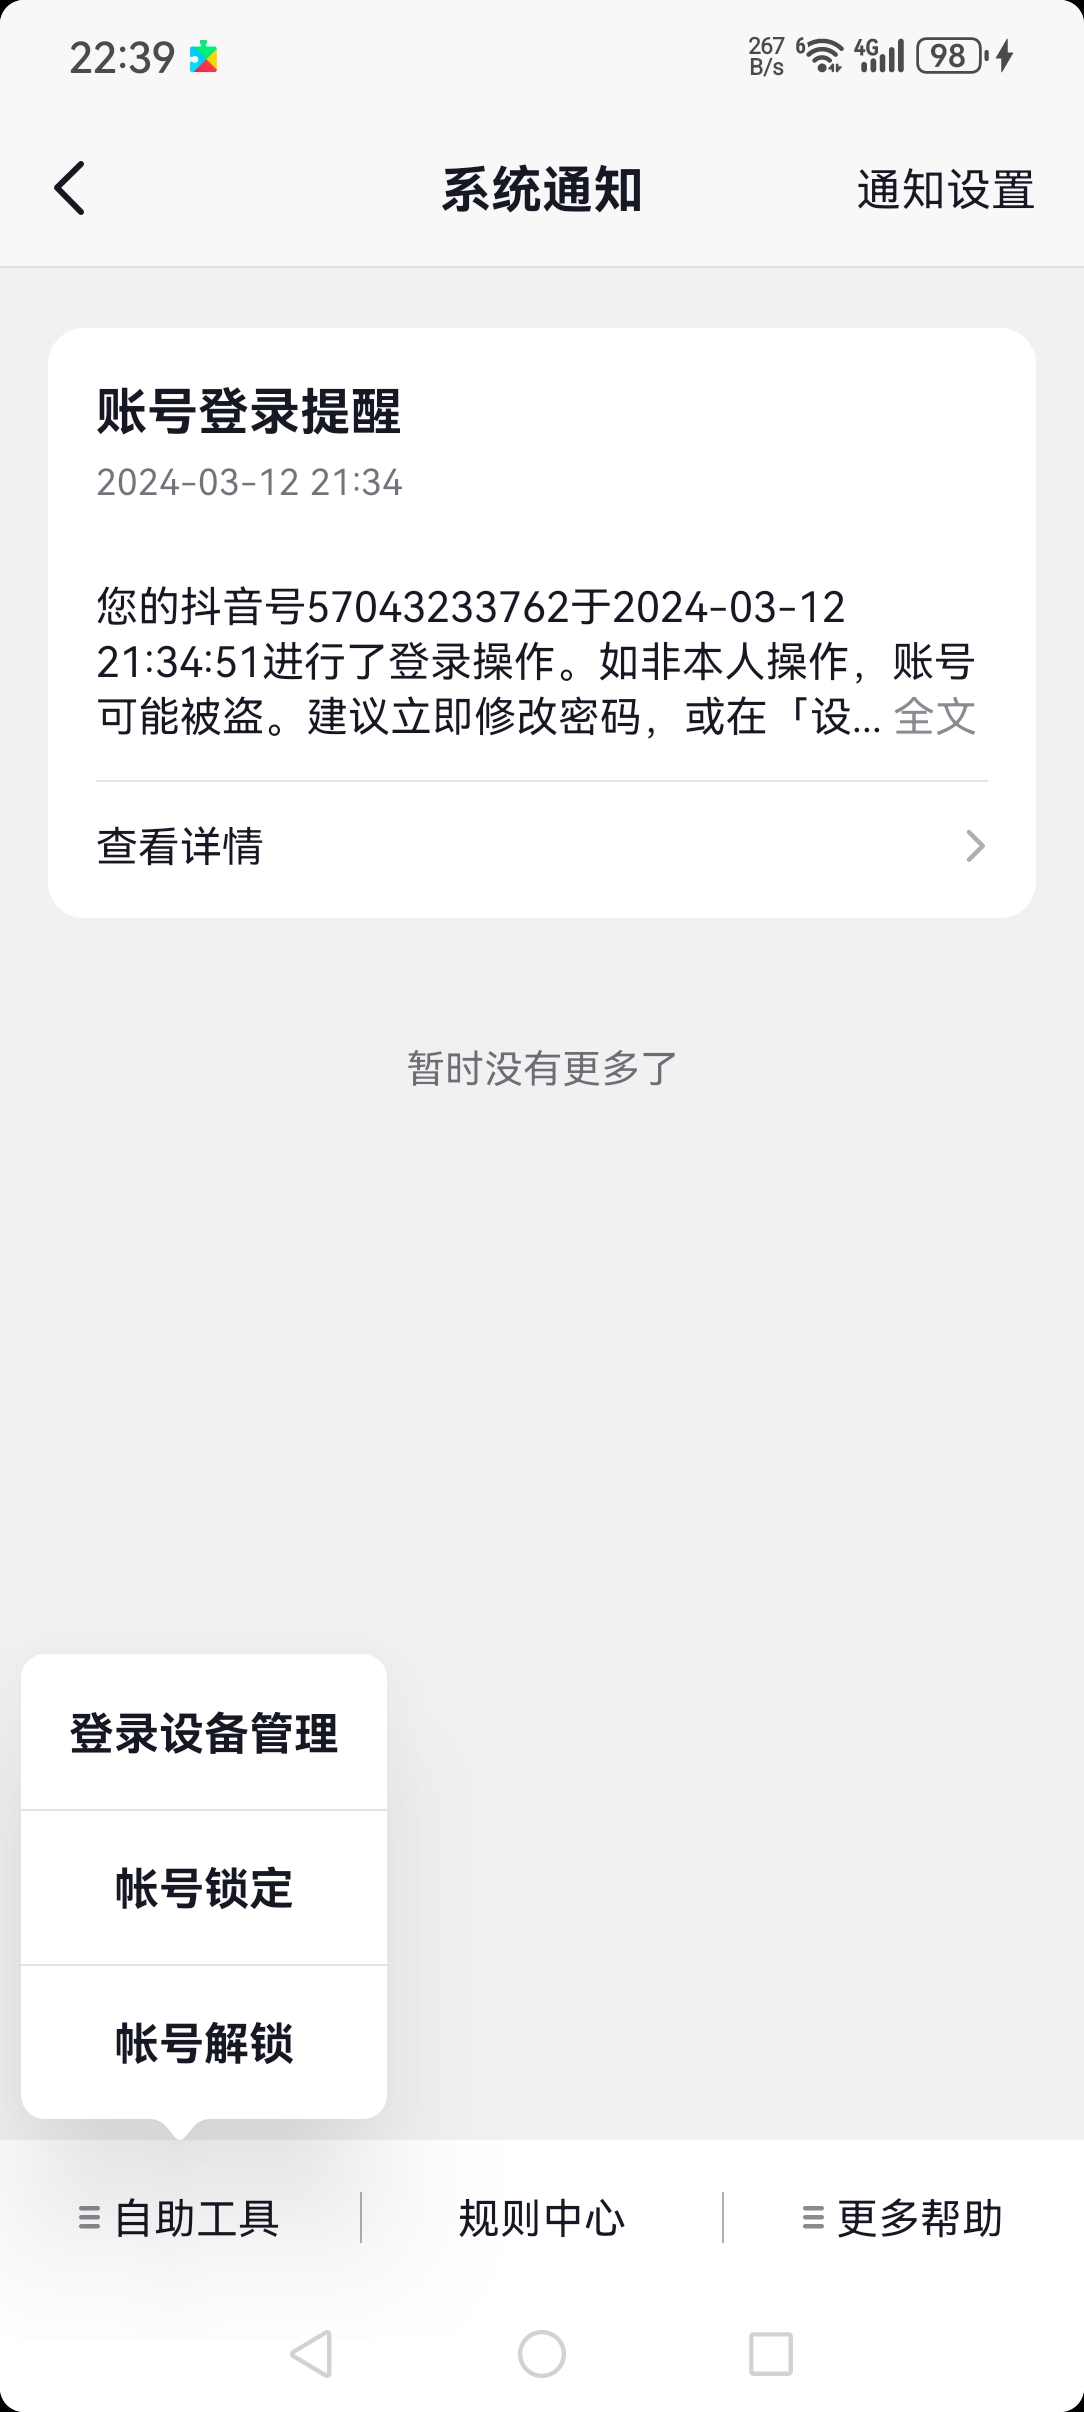 22:39
267 B/s
6
4G
98
系统通知
通知设置
账号登录提醒
2024-03-12 21:34
您的抖音号57043233762于2024-03-12
21:34:51进行了登录操作。如非本人操作，账号
可能被盗。建议立即修改密码，或在「设... 全文
查看详情
暂时没有更多了
登录设备管理
帐号锁定
帐号解锁
自助工具
规则中心
更多帮助